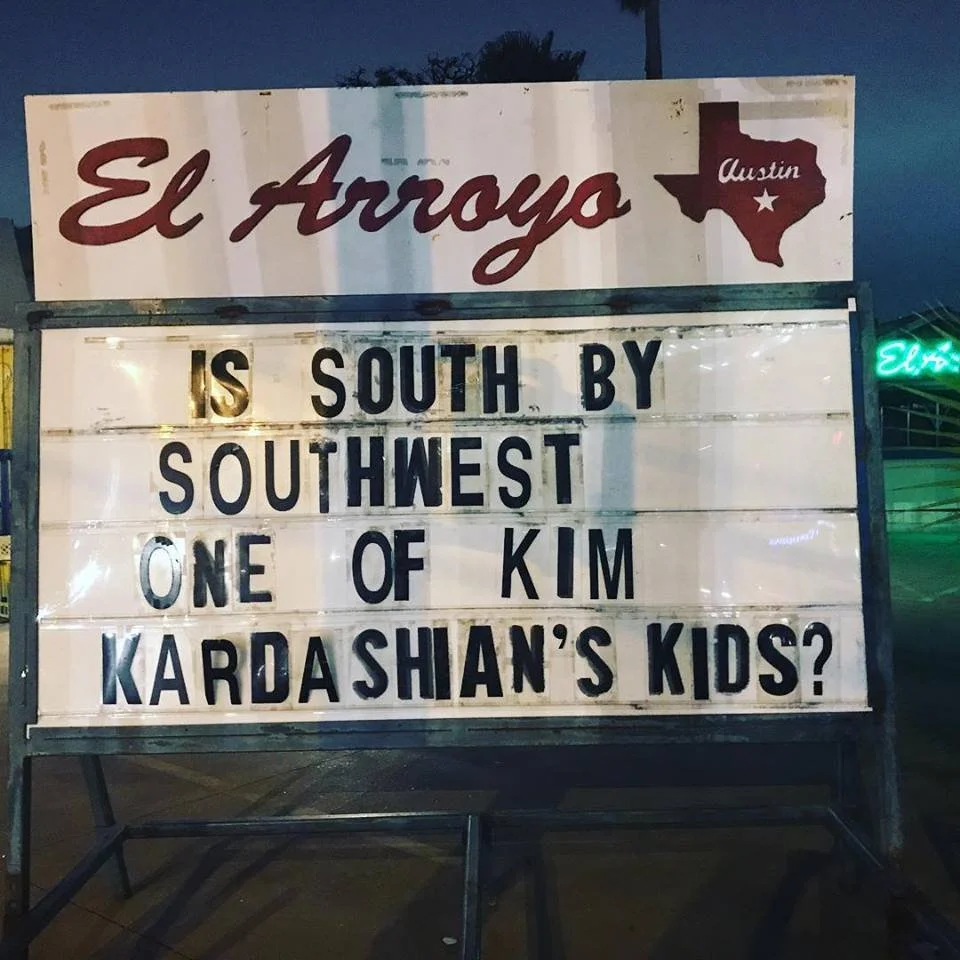 El Arroyo
Austin
IS SOUTH BY
SOUTHWEST
ONE OF KIM
KARDASHIAN'S KIDS?